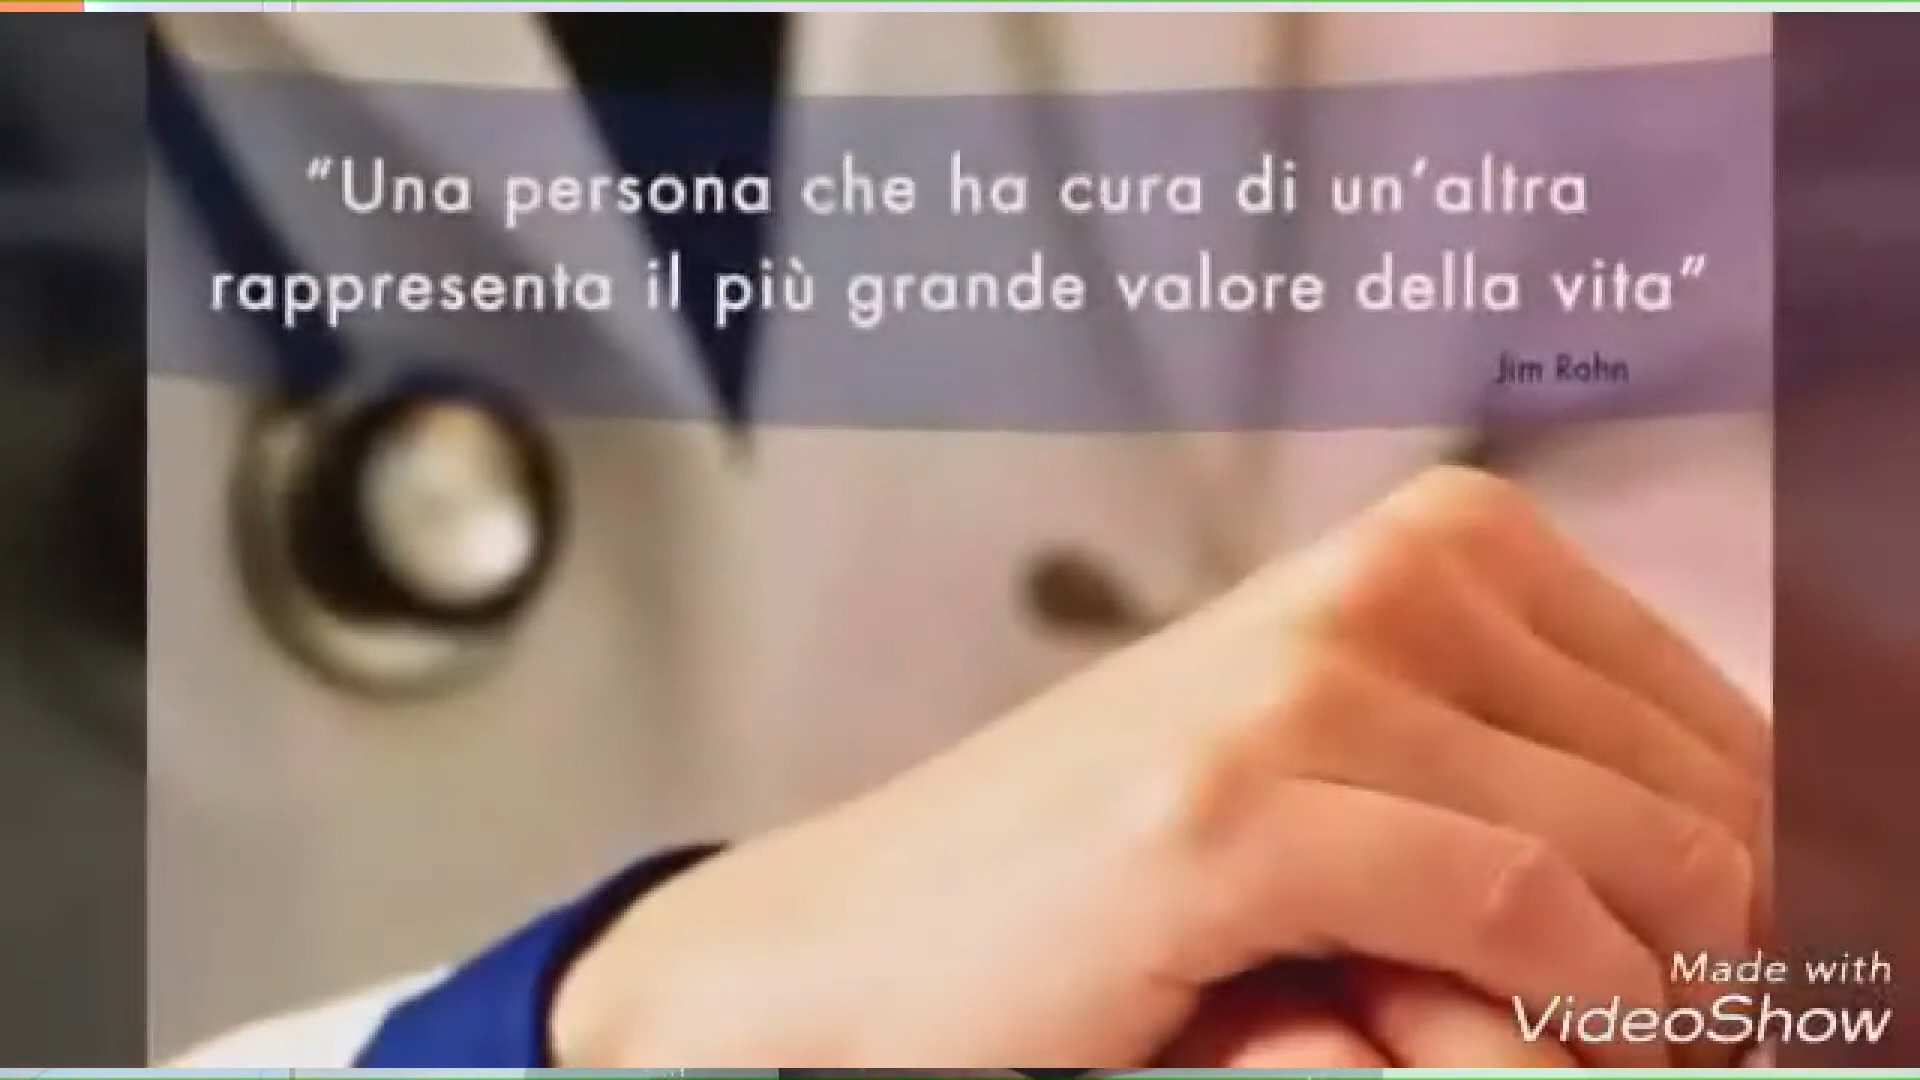 “Una persona che ha cura di un’altra
rappresenta il più grande valore della vita”
Jim Rohn
Made with
VideoShow